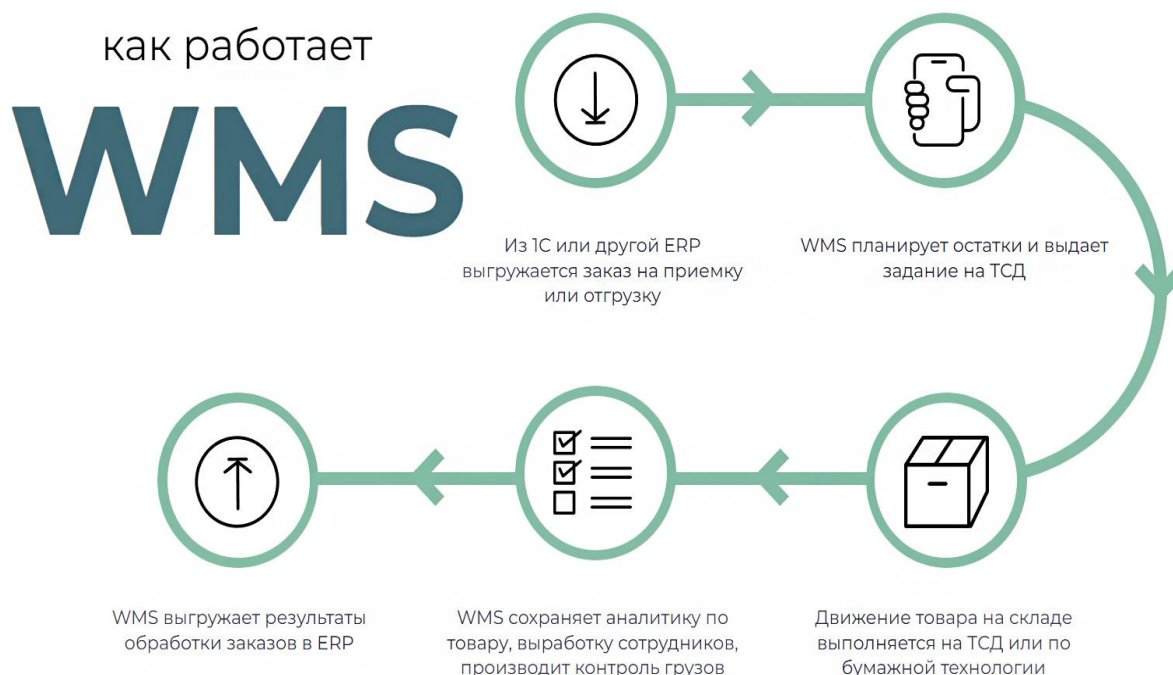 как работает
WMS
Из 1С или другой ERP
выгружается заказ на приемку
или отгрузку
WMS планирует остатки и выдает
задание на ТСД
Движение товара на складе
выполняется на ТСД или по
бумажной технологии
WMS сохраняет аналитику по
товару, выработку сотрудников,
производит контроль грузов
WMS выгружает результаты
обработки заказов в ERP